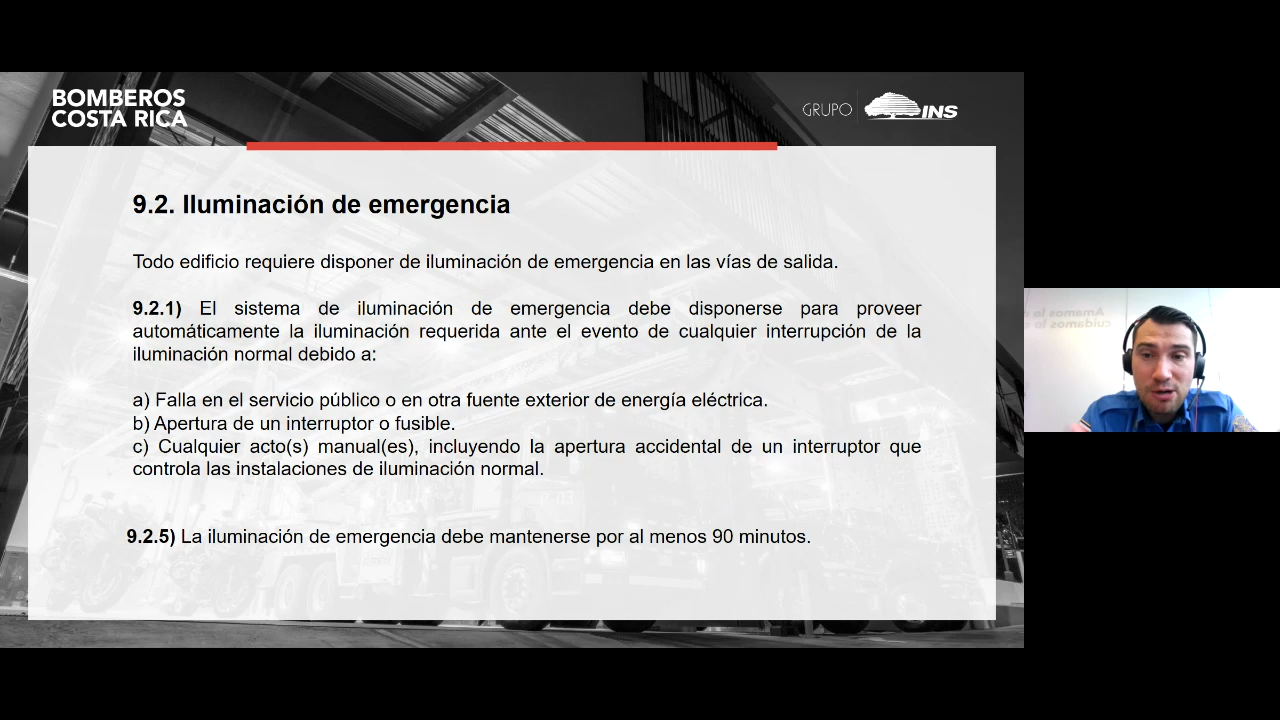 BOMBEROS
COSTA RICA
GRUPO INS
9.2. Iluminación de emergencia
Todo edificio requiere disponer de iluminación de emergencia en las vías de salida.
9.2.1) El sistema de iluminación de emergencia debe disponerse para proveer
automáticamente la iluminación requerida ante el evento de cualquier interrupción de la
iluminación normal debido a:
a) Falla en el servicio público o en otra fuente exterior de energía eléctrica.
b) Apertura de un interruptor o fusible.
c) Cualquier acto(s) manual(es), incluyendo la apertura accidental de un interruptor que
controla las instalaciones de iluminación normal.
9.2.5) La iluminación de emergencia debe mantenerse por al menos 90 minutos.
Amamos lo
cuidamos lo